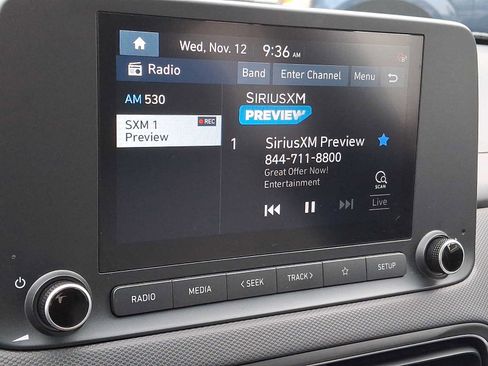 Wed, Nov. 12 9:36 AM
Radio Band Enter Channel Menu
AM 530
SXM 1 REC
Preview
SIRIUSXM
PREVIEW
1 SiriusXM Preview
844-711-8800
Great Offer Now!
Entertainment
SCAN
Live
RADIO MEDIA < SEEK TRACK > SETUP